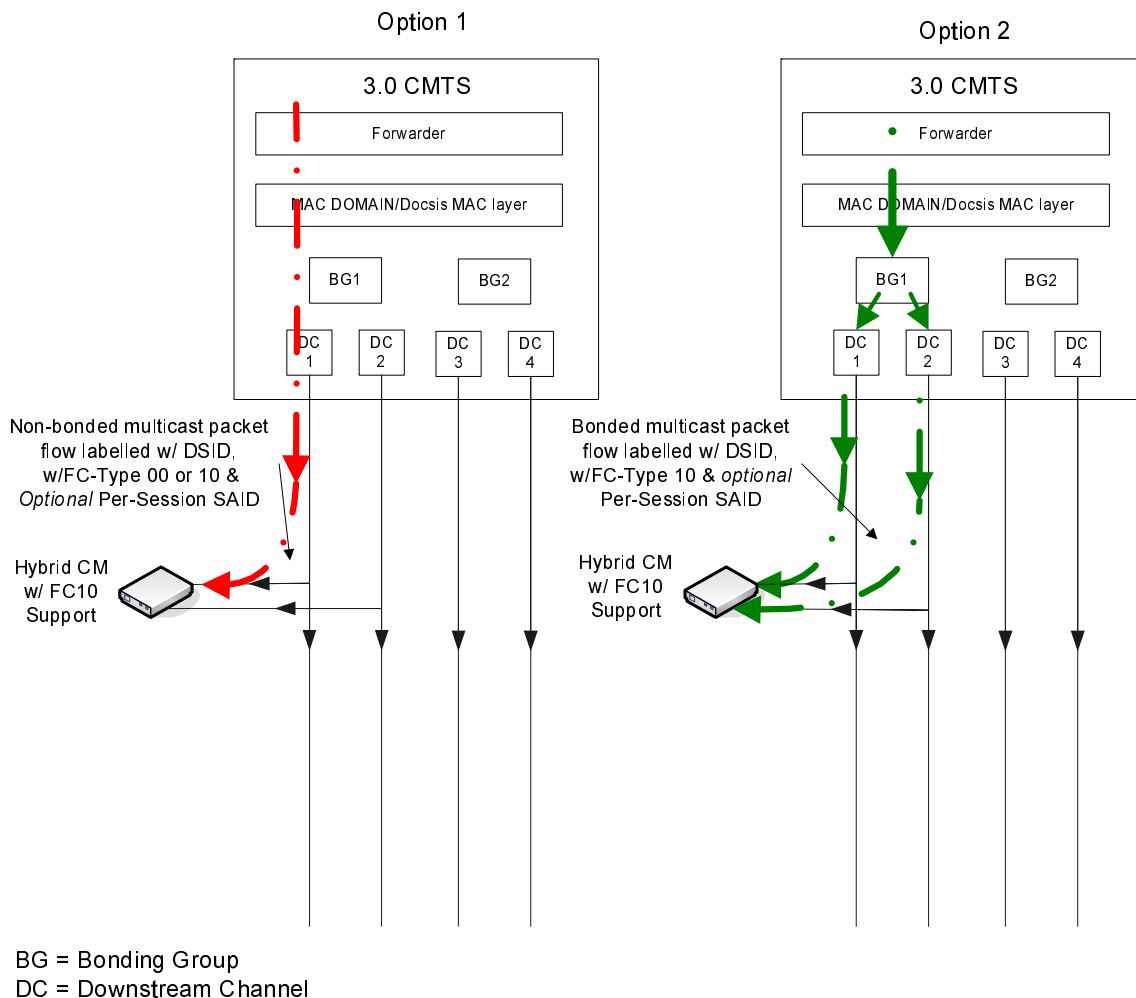 Option 1
3.0 CMTS
Forwarder
MAC DOMAIN/Docsis MAC layer
BG1
BG2
DC
1
DC
2
DC
3
DC
4
Non-bonded multicast packet
flow labelled w/ DSID,
w/FC-Type 00 or 10 &
Optional Per-Session SAID
Hybrid CM
w/ FC10
Support
Option 2
3.0 CMTS
Forwarder
MAC DOMAIN/Docsis MAC layer
BG1
BG2
DC
1
DC
2
DC
3
DC
4
Bonded multicast packet
flow labelled w/ DSID,
w/FC-Type 10 & optional
Per-Session SAID
Hybrid CM
w/ FC10
Support
BG = Bonding Group
DC = Downstream Channel